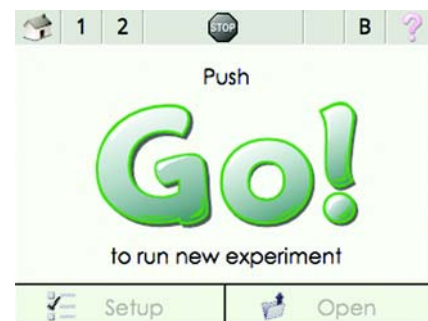 1 2 STOP B ?
Push
Go!
to run new experiment
Setup Open